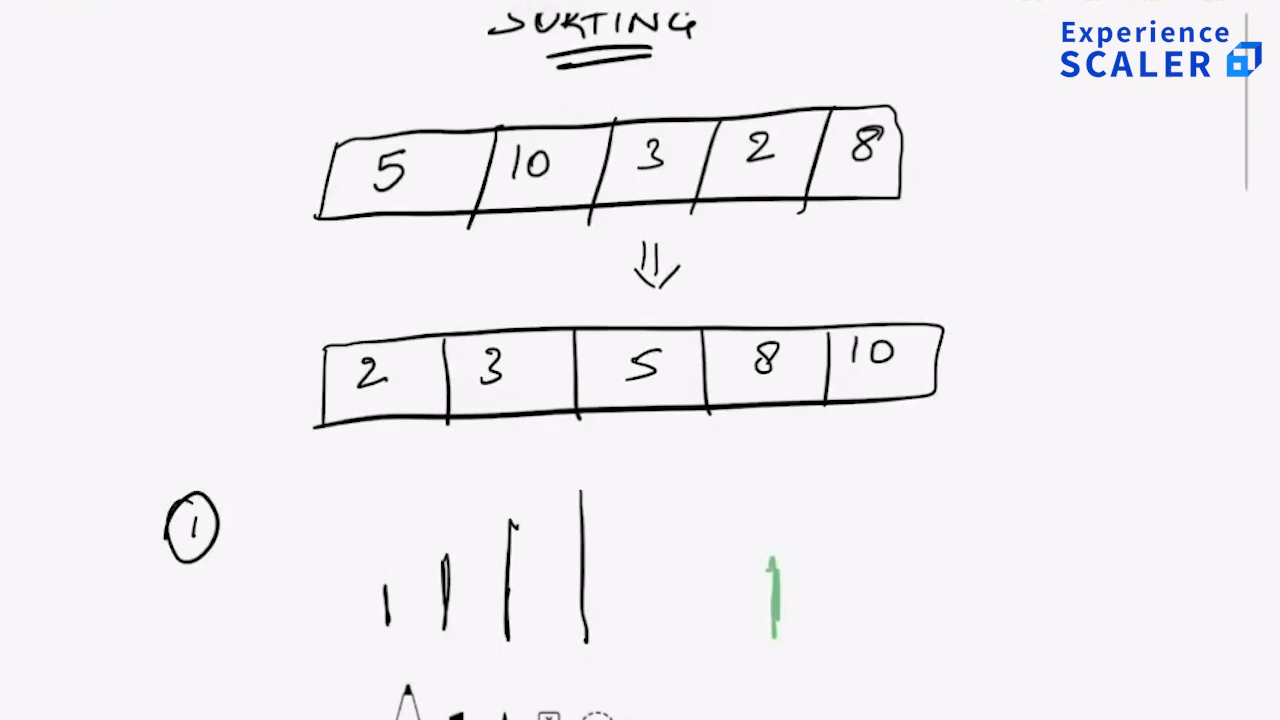 SORTING
Experience
SCALER
5 10 3 2 8
2 3 5 8 10
1